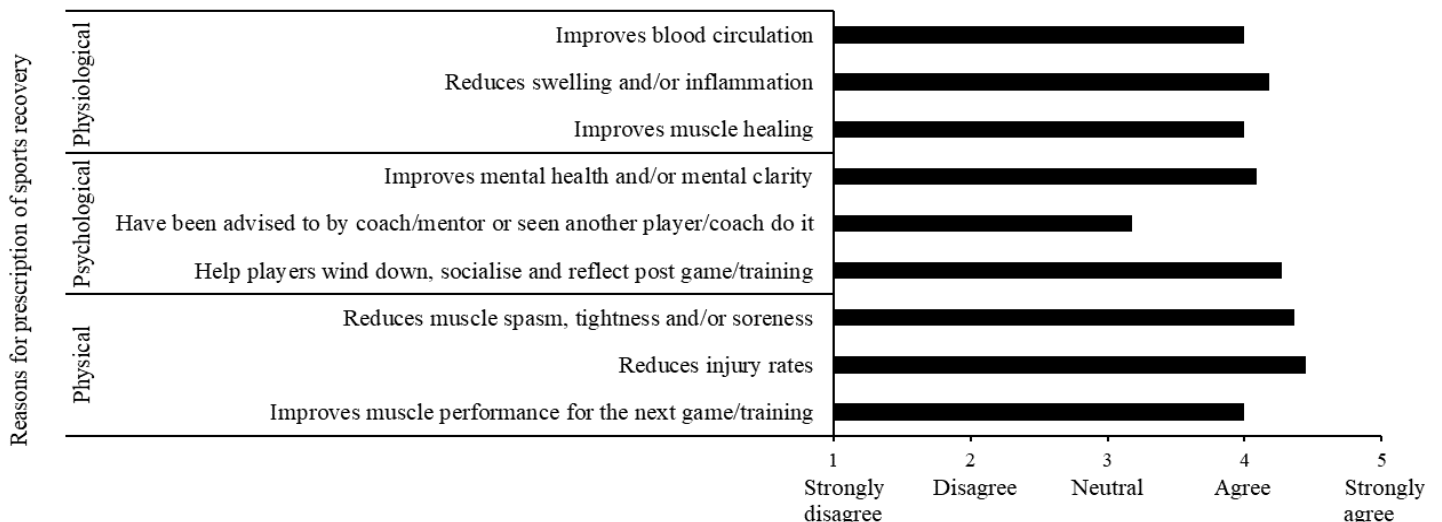 Reasons for prescription of sports recovery
Physiological
Improves blood circulation
Reduces swelling and/or inflammation
Improves muscle healing
Psychological
Improves mental health and/or mental clarity
Have been advised to by coach/mentor or seen another player/coach do it
Help players wind down, socialise and reflect post game/training
Physical
Reduces muscle spasm, tightness and/or soreness
Reduces injury rates
Improves muscle performance for the next game/training
1 2 3 4 5
Strongly Disagree Neutral Agree Strongly
disagree agree